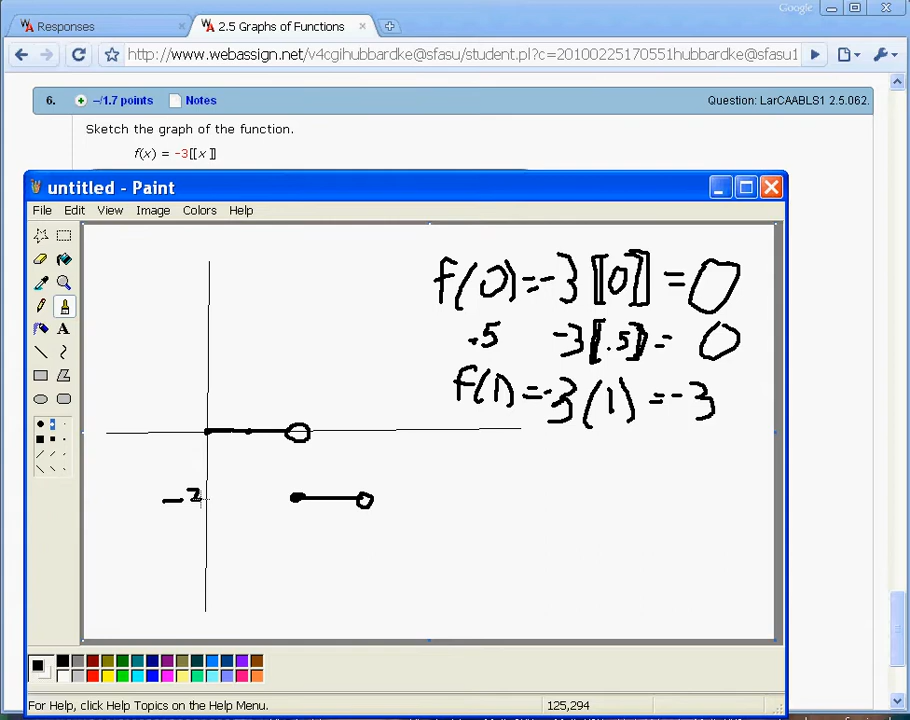 Google
Responses
2.5 Graphs of Functions
http://www.webassign.net/v4cgihubbardke@sfasu/student.pl?c=20100225170551hubbardke@sfasu1
6. –/1.7 points Notes Question: LarCAABLS1 2.5.062.
Sketch the graph of the function.
f(x) = -3[[x ]]
untitled - Paint
File Edit View Image Colors Help
f(0)=-3[[0]]=0
.5 -3[[.5]]= 0
f(1)=-3(1)=-3
For Help, click Help Topics on the Help Menu.
125,294